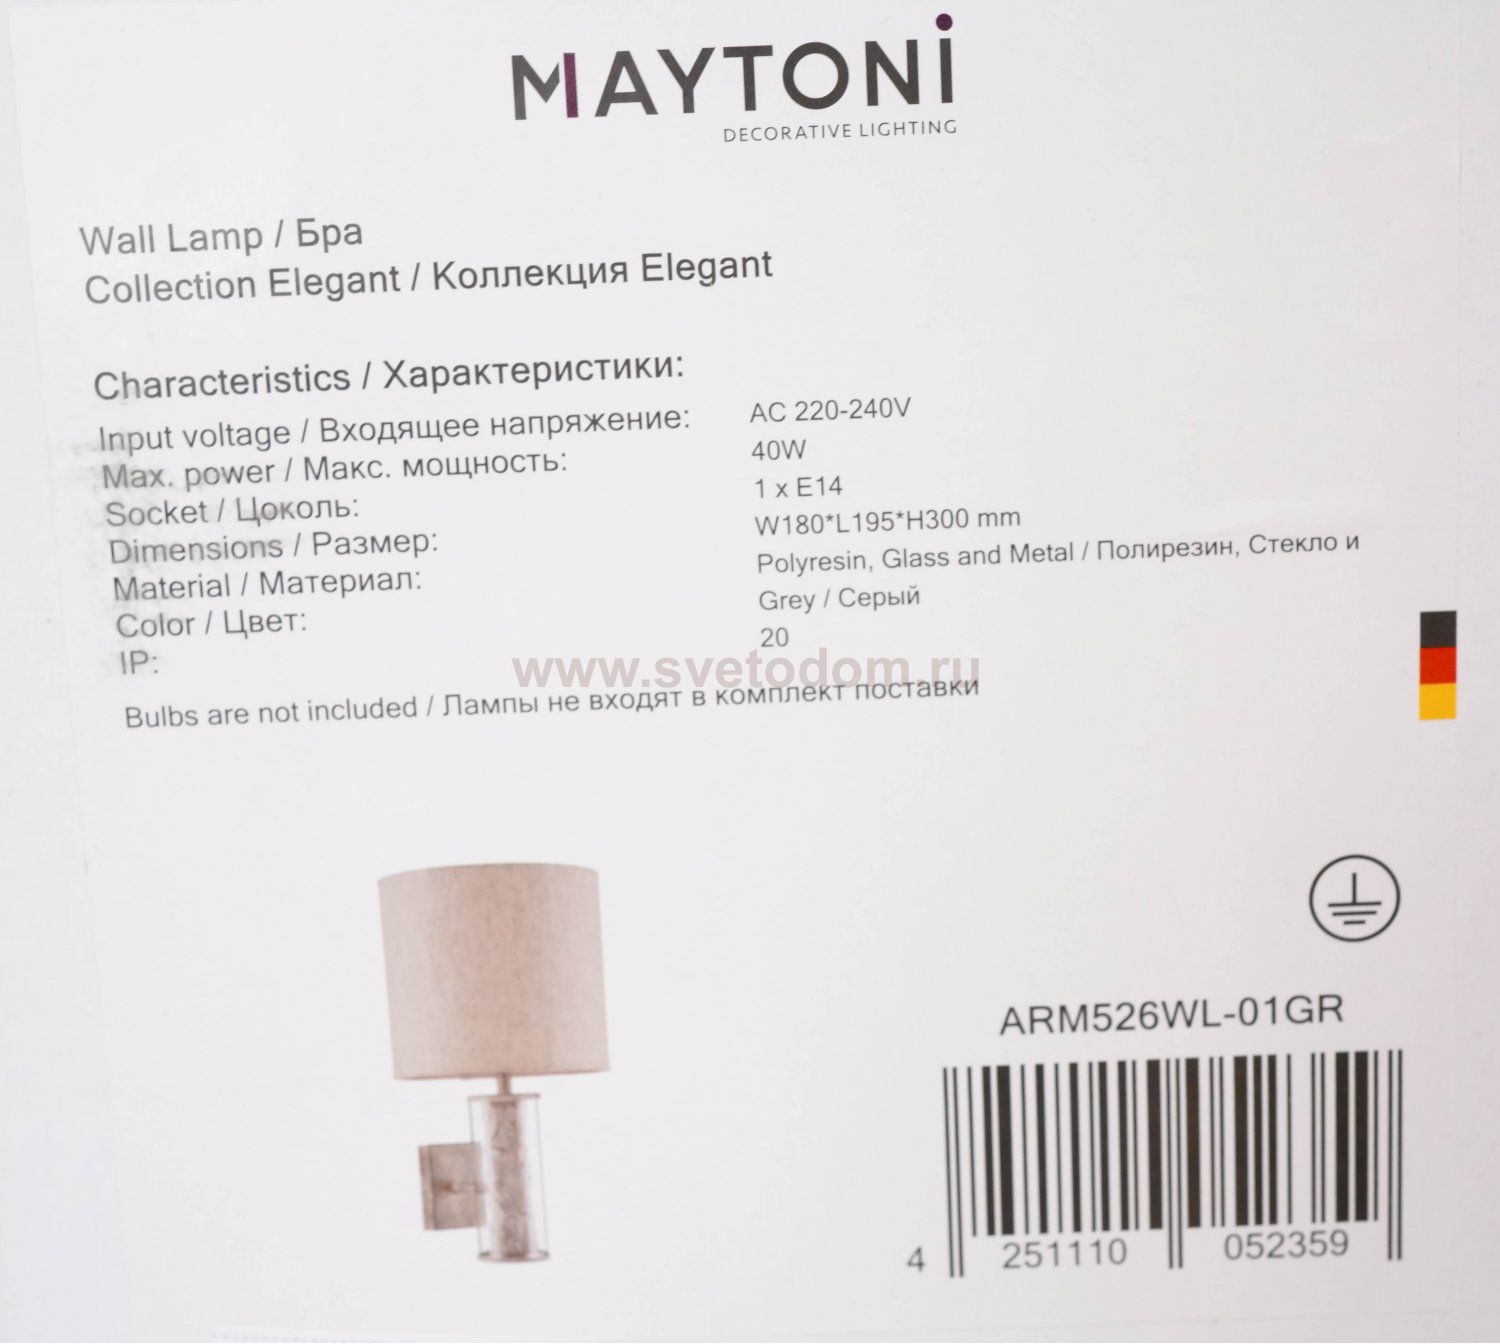 MAYTONI
DECORATIVE LIGHTING
Wall Lamp / Бра
Collection Elegant / Коллекция Elegant
Characteristics / Характеристики:
Input voltage / Входящее напряжение: AC 220-240V
Max. power / Макс. мощность: 40W
Socket / Цоколь: 1 x E14
Dimensions / Размер: W180*L195*H300 mm
Material / Материал: Polyresin, Glass and Metal / Полирезин, Стекло и
Color / Цвет: Grey / Серый
IP: 20
www.svetodom.ru
Bulbs are not included / Лампы не входят в комплект поставки
ARM526WL-01GR
4 251110 052359